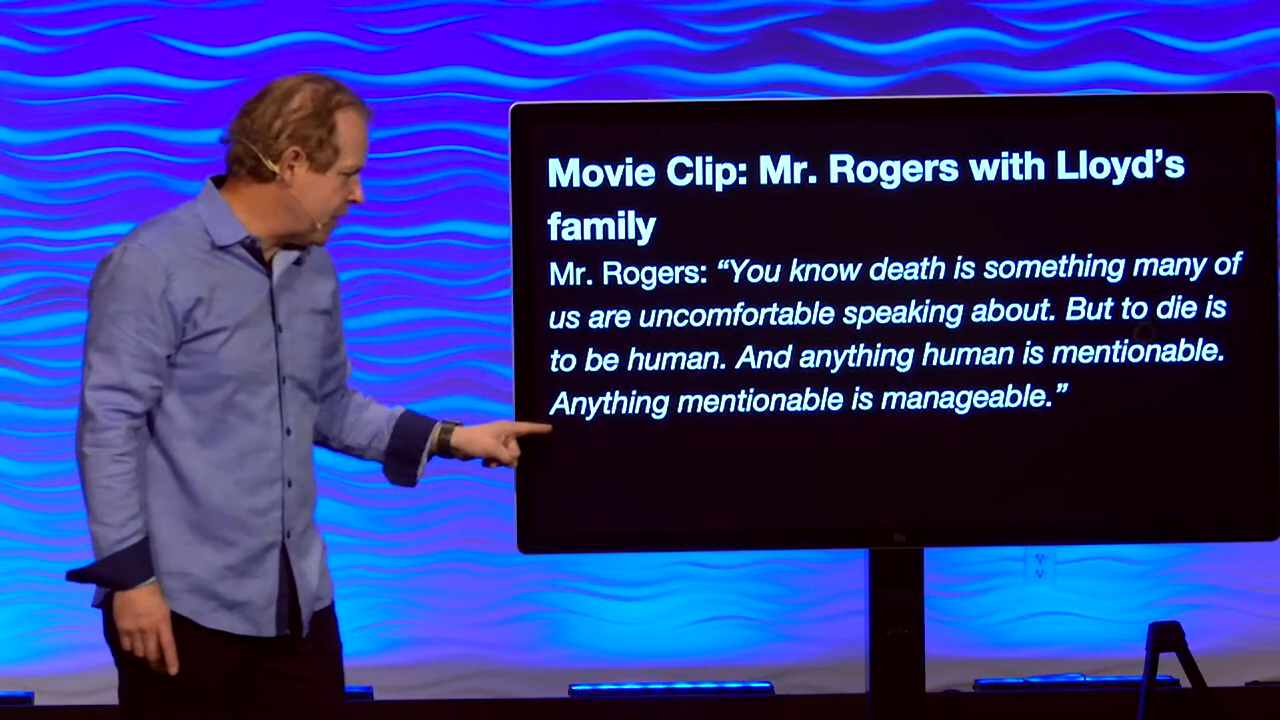 Movie Clip: Mr. Rogers with Lloyd’s
family
Mr. Rogers: “You know death is something many of
us are uncomfortable speaking about. But to die is
to be human. And anything human is mentionable.
Anything mentionable is manageable.”